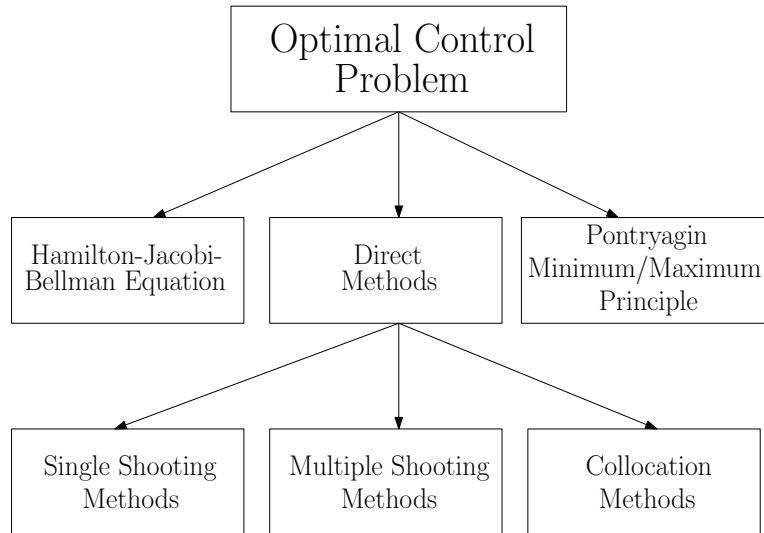 Optimal Control
Problem
Hamilton-Jacobi-
Bellman Equation
Direct
Methods
Pontryagin
Minimum/Maximum
Principle
Single Shooting
Methods
Multiple Shooting
Methods
Collocation
Methods